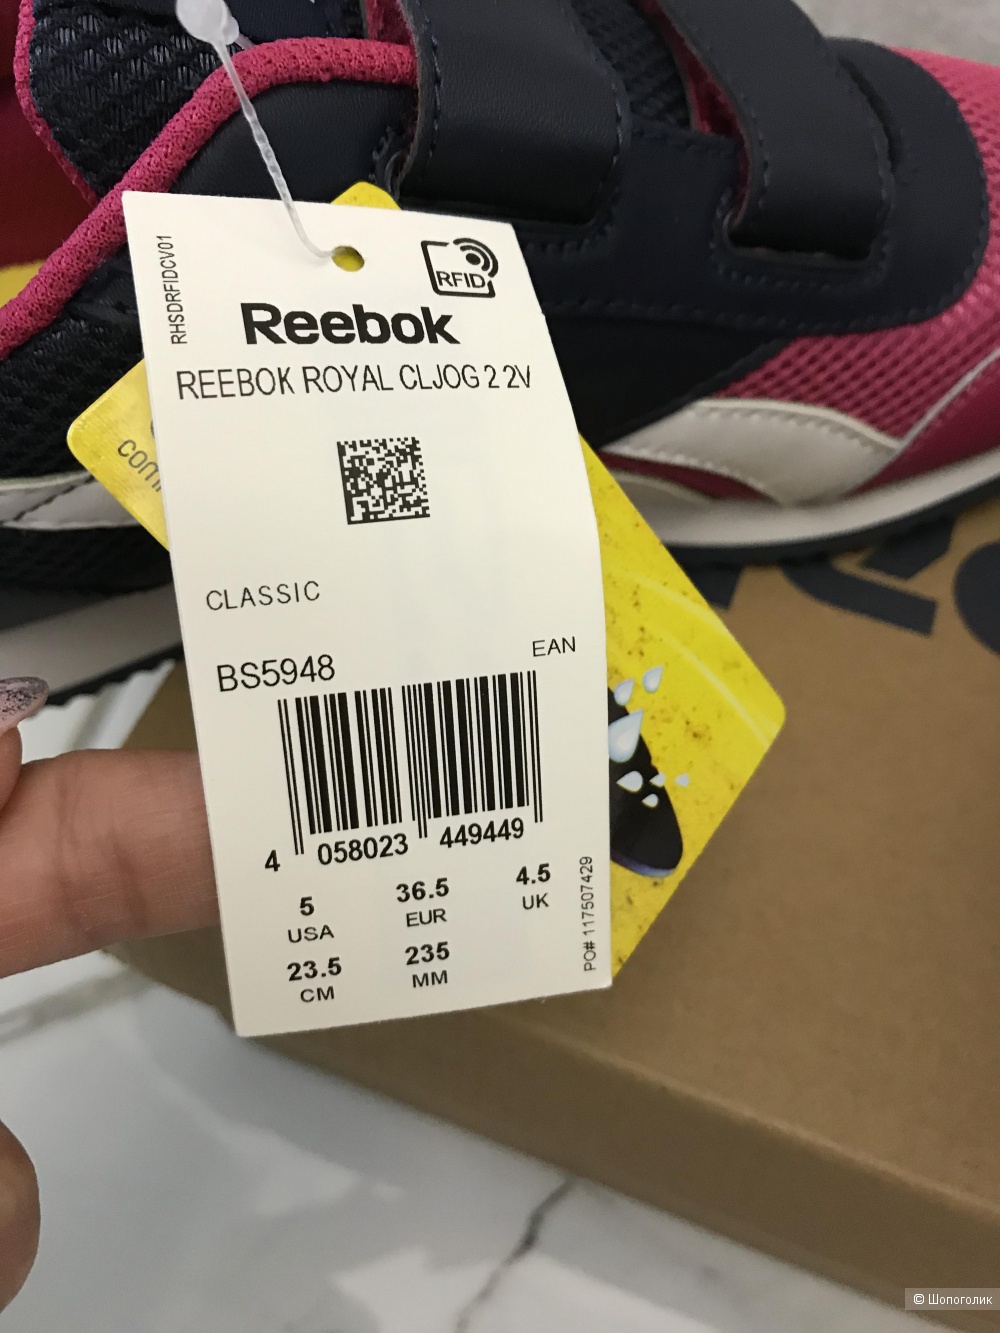 RHSDRFIDCV01
RFID
Reebok
REEBOK ROYAL CLJOG 2 2V
CLASSIC
BS5948
EAN
4 058023 449449
5 36.5 4.5
USA EUR UK
23.5 235
CM MM
PO# 117507429
© Шопоголик